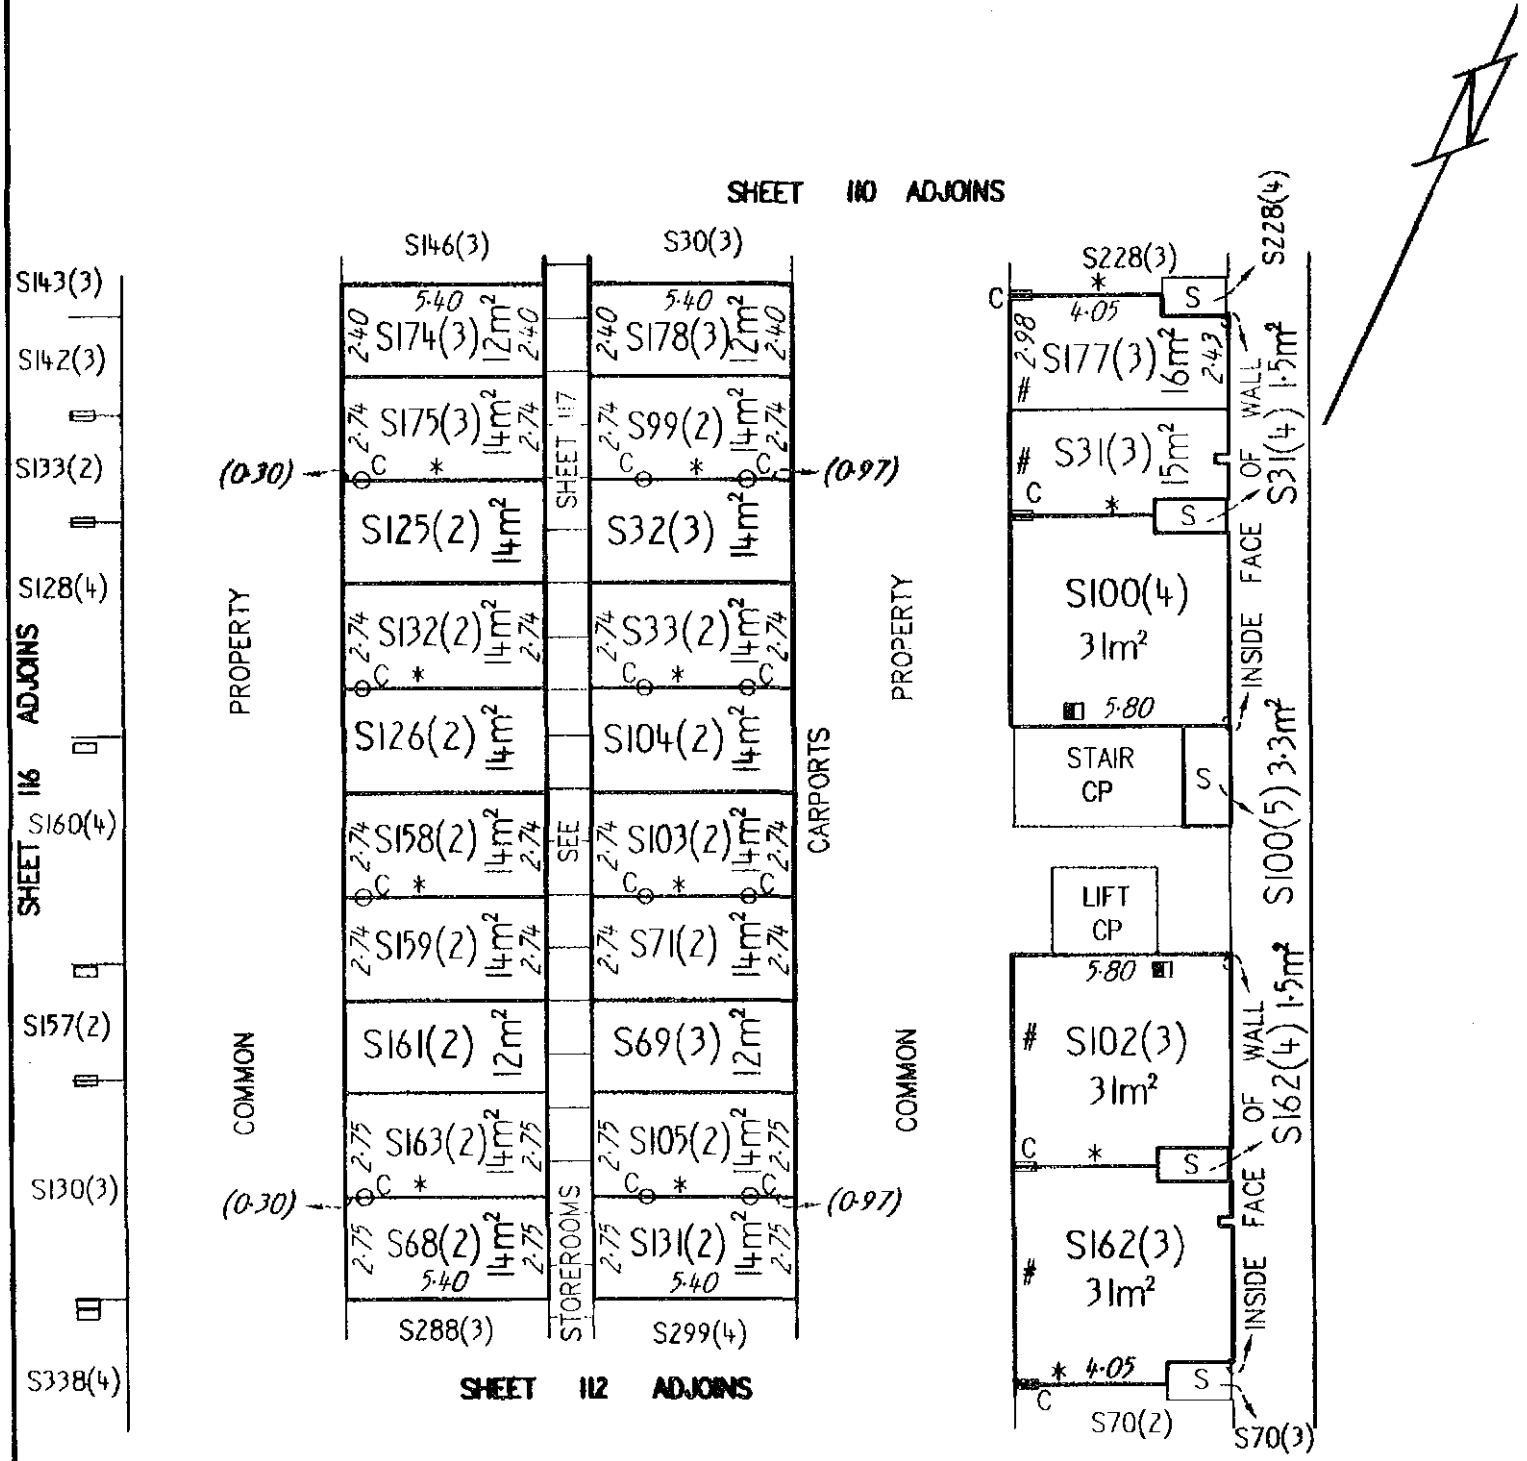 SHEET 110 ADJOINS
S146(3)
S30(3)
S228(3)
S228(4)
S143(3)
S142(3)
S133(2)
S128(4)
SHEET 116 ADJOINS
S160(4)
S157(2)
S130(3)
S338(4)
COMMON PROPERTY
(0·30)
(0·30)
5·40
2·40 S174(3) 12m² 2·40
2·74 S175(3) 14m² 2·74
C *
S125(2) 14m²
2·74 S132(2) 14m² 2·74
C *
S126(2) 14m²
2·74 S158(2) 14m² 2·74
C *
2·74 S159(2) 14m² 2·74
S161(2) 12m²
2·75 S163(2) 14m² 2·75
C *
2·75 S68(2) 14m² 2·75
5·40
S288(3)
STOREROOMS SEE SHEET 117
5·40
2·40 S178(3) 12m² 2·40
2·74 S99(2) 14m² 2·74
C * C
(0·97)
S32(3) 14m²
2·74 S33(2) 14m² 2·74
C * C
S104(2) 14m²
2·74 S103(2) 14m² 2·74
C * C
2·74 S71(2) 14m² 2·74
S69(3) 12m²
2·75 S105(2) 14m² 2·75
C * C
(0·97)
2·75 S131(2) 14m² 2·75
5·40
S299(4)
CARPORTS
COMMON PROPERTY
SHEET 112 ADJOINS
C * S
4·05
2·98 S177(3) 16m² 2·43
#
# S31(3) 15m²
C * S
S100(4)
31m²
5·80
STAIR
CP
S
LIFT
CP
5·80
# S102(3)
31m²
C * S
S162(3)
# 31m²
* 4·05 S
C
S70(2)
S70(3)
INSIDE FACE OF WALL
S31(4) 1·5m²
S100(5) 3·3m²
INSIDE FACE OF WALL
S162(4) 1·5m²
N